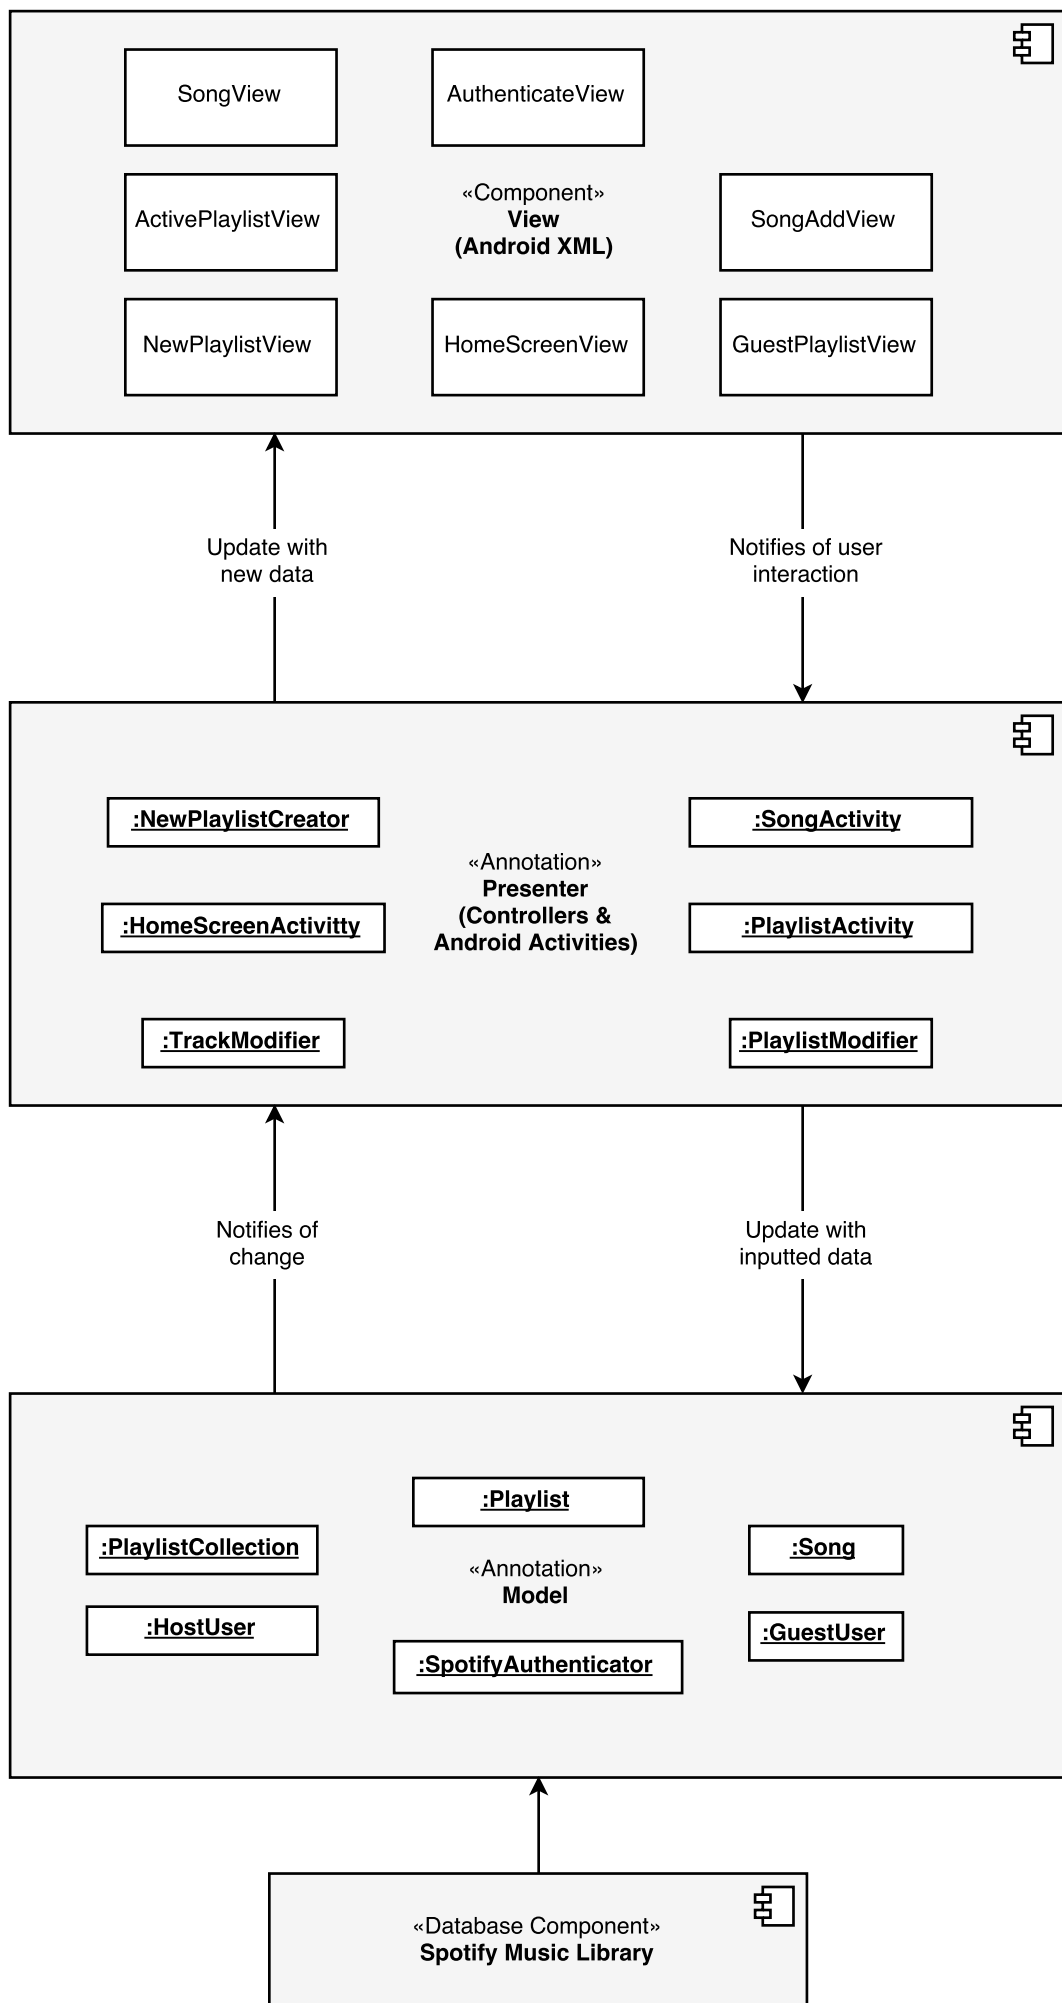 SongView
AuthenticateView
ActivePlaylistView
«Component»
View
(Android XML)
SongAddView
NewPlaylistView
HomeScreenView
GuestPlaylistView
Update with
new data
Notifies of user
interaction
:NewPlaylistCreator
:SongActivity
«Annotation»
Presenter
(Controllers &
Android Activities)
:HomeScreenActivitty
:PlaylistActivity
:TrackModifier
:PlaylistModifier
Notifies of
change
Update with
inputted data
:Playlist
:PlaylistCollection
:Song
«Annotation»
Model
:HostUser
:GuestUser
:SpotifyAuthenticator
«Database Component»
Spotify Music Library